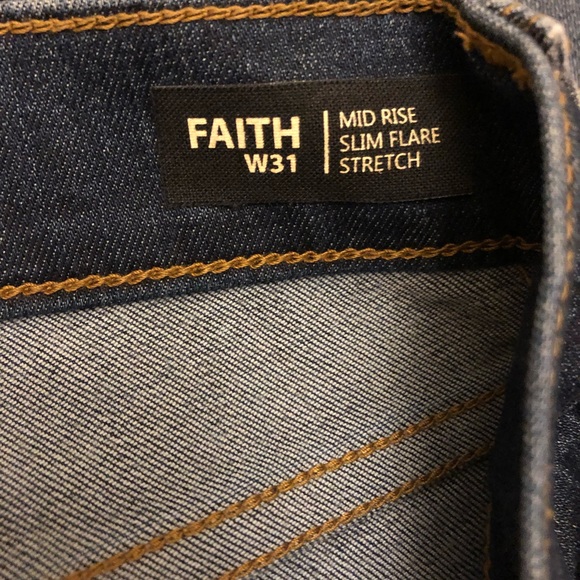 FAITH
W31
MID RISE
SLIM FLARE
STRETCH